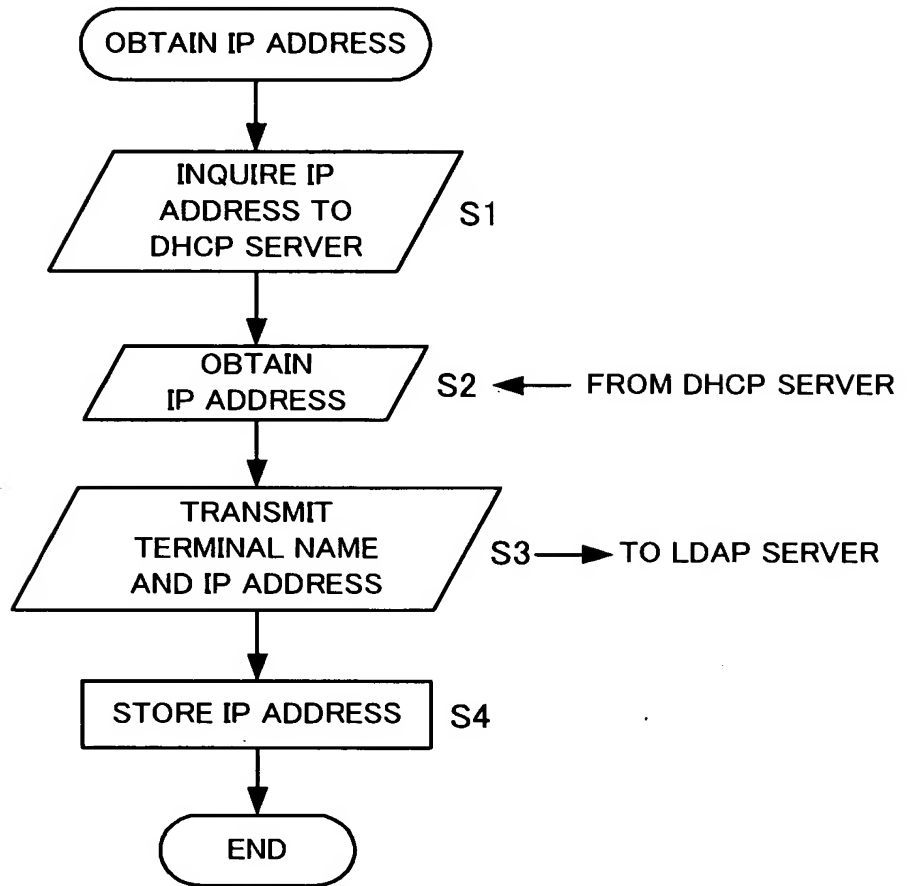 OBTAIN IP ADDRESS
INQUIRE IP
ADDRESS TO
DHCP SERVER
S1
OBTAIN
IP ADDRESS
S2
FROM DHCP SERVER
TRANSMIT
TERMINAL NAME
AND IP ADDRESS
S3
TO LDAP SERVER
STORE IP ADDRESS
S4
END